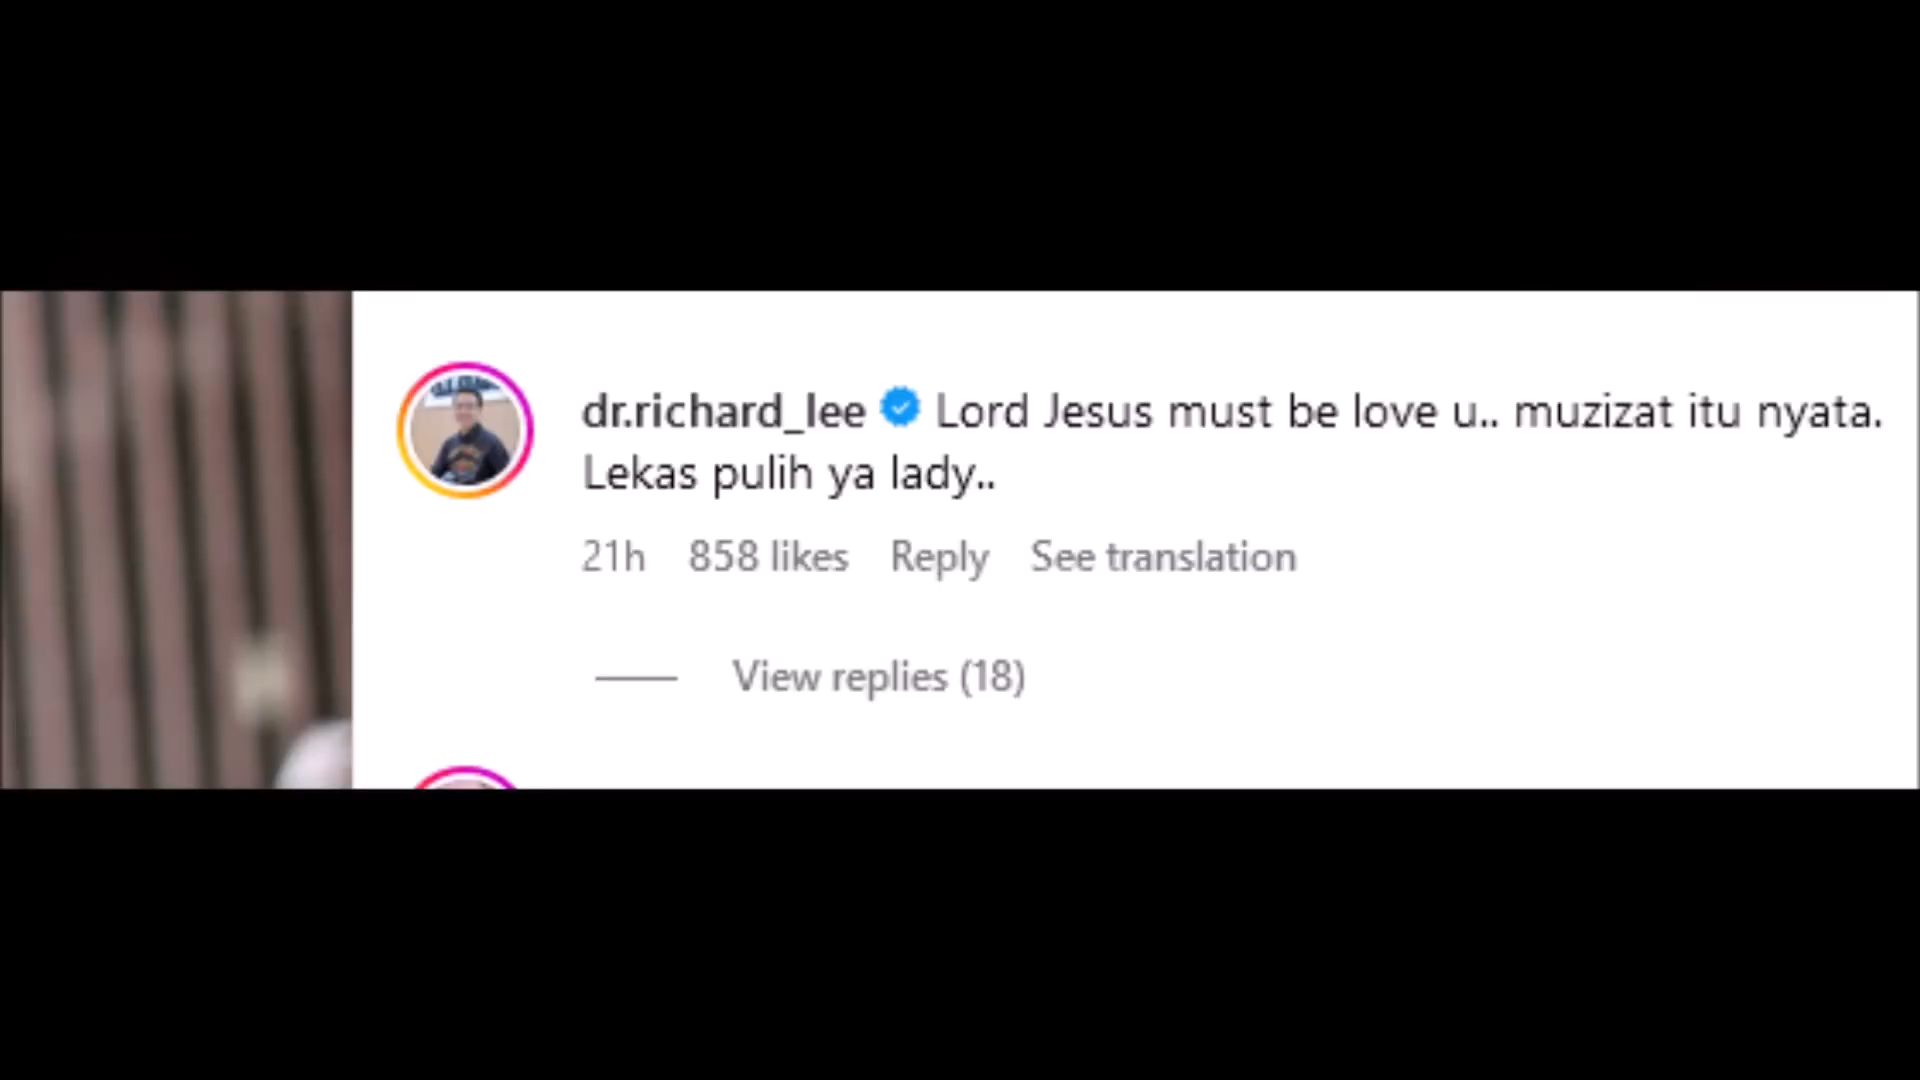 dr.richard_lee Lord Jesus must be love u.. muzizat itu nyata.
Lekas pulih ya lady..
21h 858 likes Reply See translation
View replies (18)